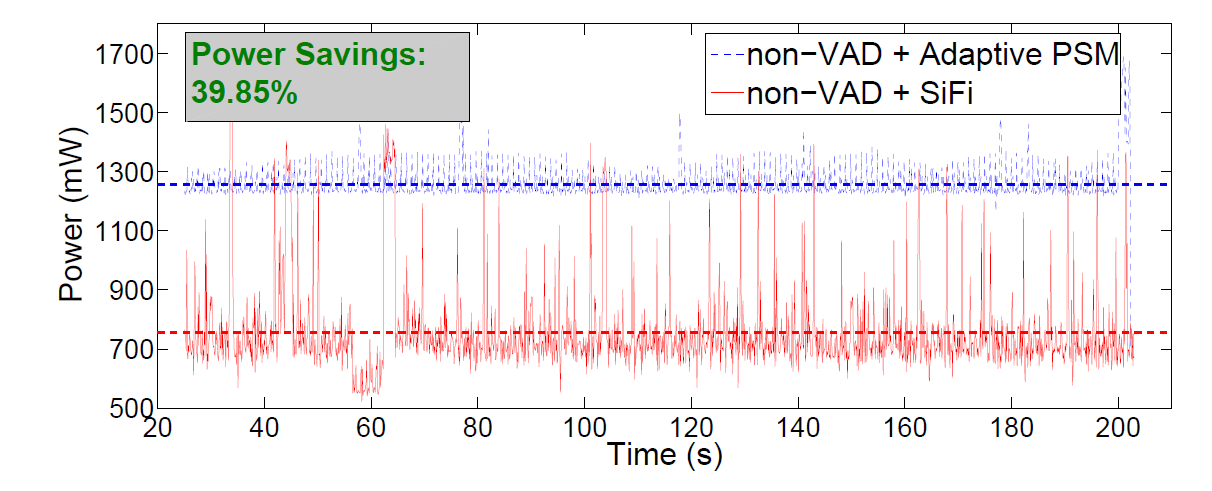 Power Savings:
39.85%
non−VAD + Adaptive PSM
non−VAD + SiFi
Power (mW)
1700
1500
1300
1100
900
700
500
20 40 60 80 100 120 140 160 180 200
Time (s)